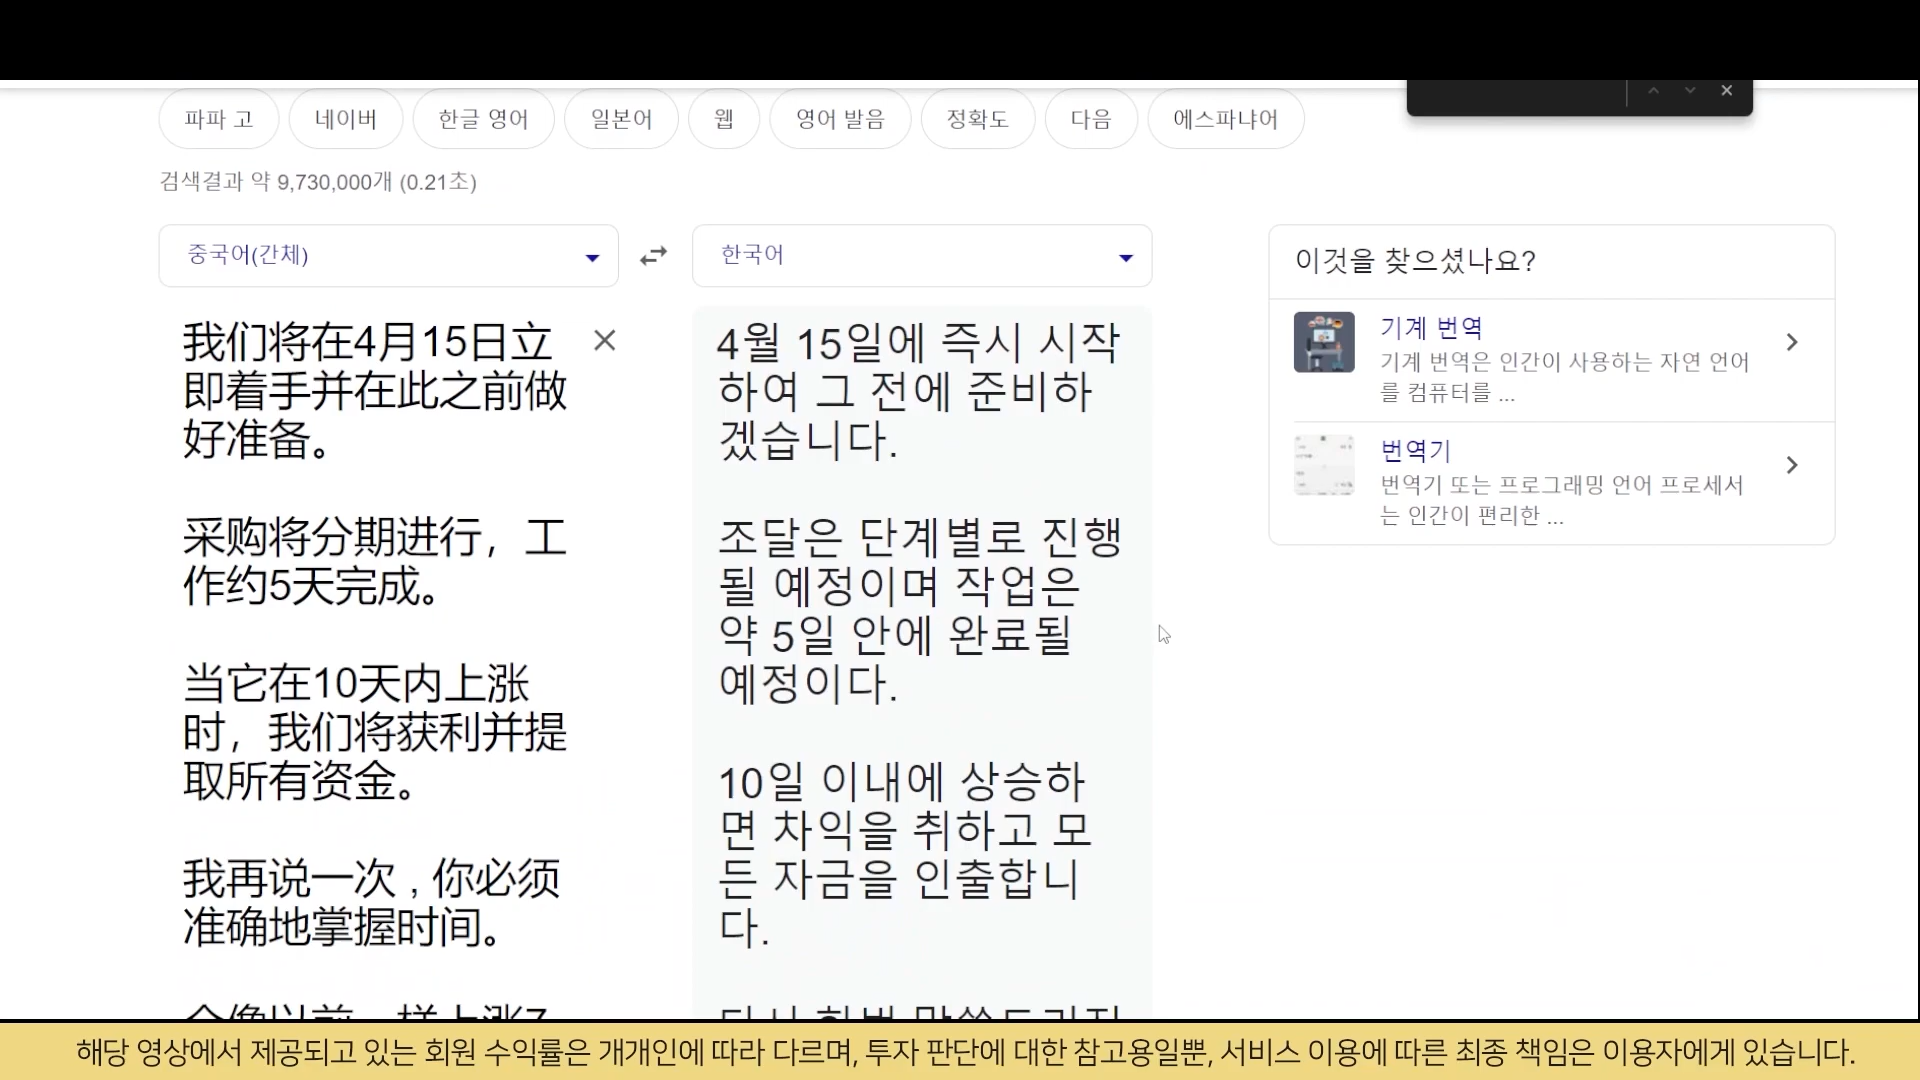 파파 고
네이버
한글 영어
일본어
웹
영어 발음
정확도
다음
에스파냐어
검색결과 약 9,730,000개 (0.21초)
중국어(간체)
한국어
我们将在4月15日立
即着手并在此之前做
好准备。
采购将分期进行，工
作约5天完成。
当它在10天内上涨
时，我们将获利并提
取所有资金。
我再说一次 , 你必须
准确地掌握时间。
4월 15일에 즉시 시작
하여 그 전에 준비하
겠습니다.
조달은 단계별로 진행
될 예정이며 작업은
약 5일 안에 완료될
예정이다.
10일 이내에 상승하
면 차익을 취하고 모
든 자금을 인출합니
다.
이것을 찾으셨나요?
기계 번역
기계 번역은 인간이 사용하는 자연 언어
를 컴퓨터를 ...
번역기
번역기 또는 프로그래밍 언어 프로세서
는 인간이 편리한 ...
해당 영상에서 제공되고 있는 회원 수익률은 개개인에 따라 다르며, 투자 판단에 대한 참고용일뿐, 서비스 이용에 따른 최종 책임은 이용자에게 있습니다.